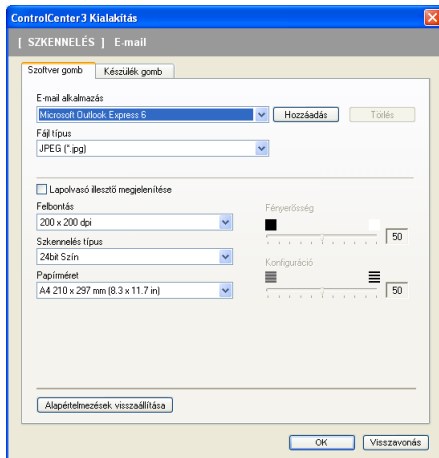 ControlCenter3 Kialakítás
[ SZKENNELÉS ] E-mail
Szoftver gomb Készülék gomb
E-mail alkalmazás
Microsoft Outlook Express 6 Hozzáadás Törlés
Fájl típus
JPEG (*.jpg)
Lapolvasó illesztő megjelenítése
Felbontás Fényerősség
200 x 200 dpi
50
Szkennelés típus
24bit Szín Konfiguráció
Papírméret
A4 210 x 297 mm (8.3 x 11.7 in) 50
Alapértelmezések visszaállítása
OK Visszavonás